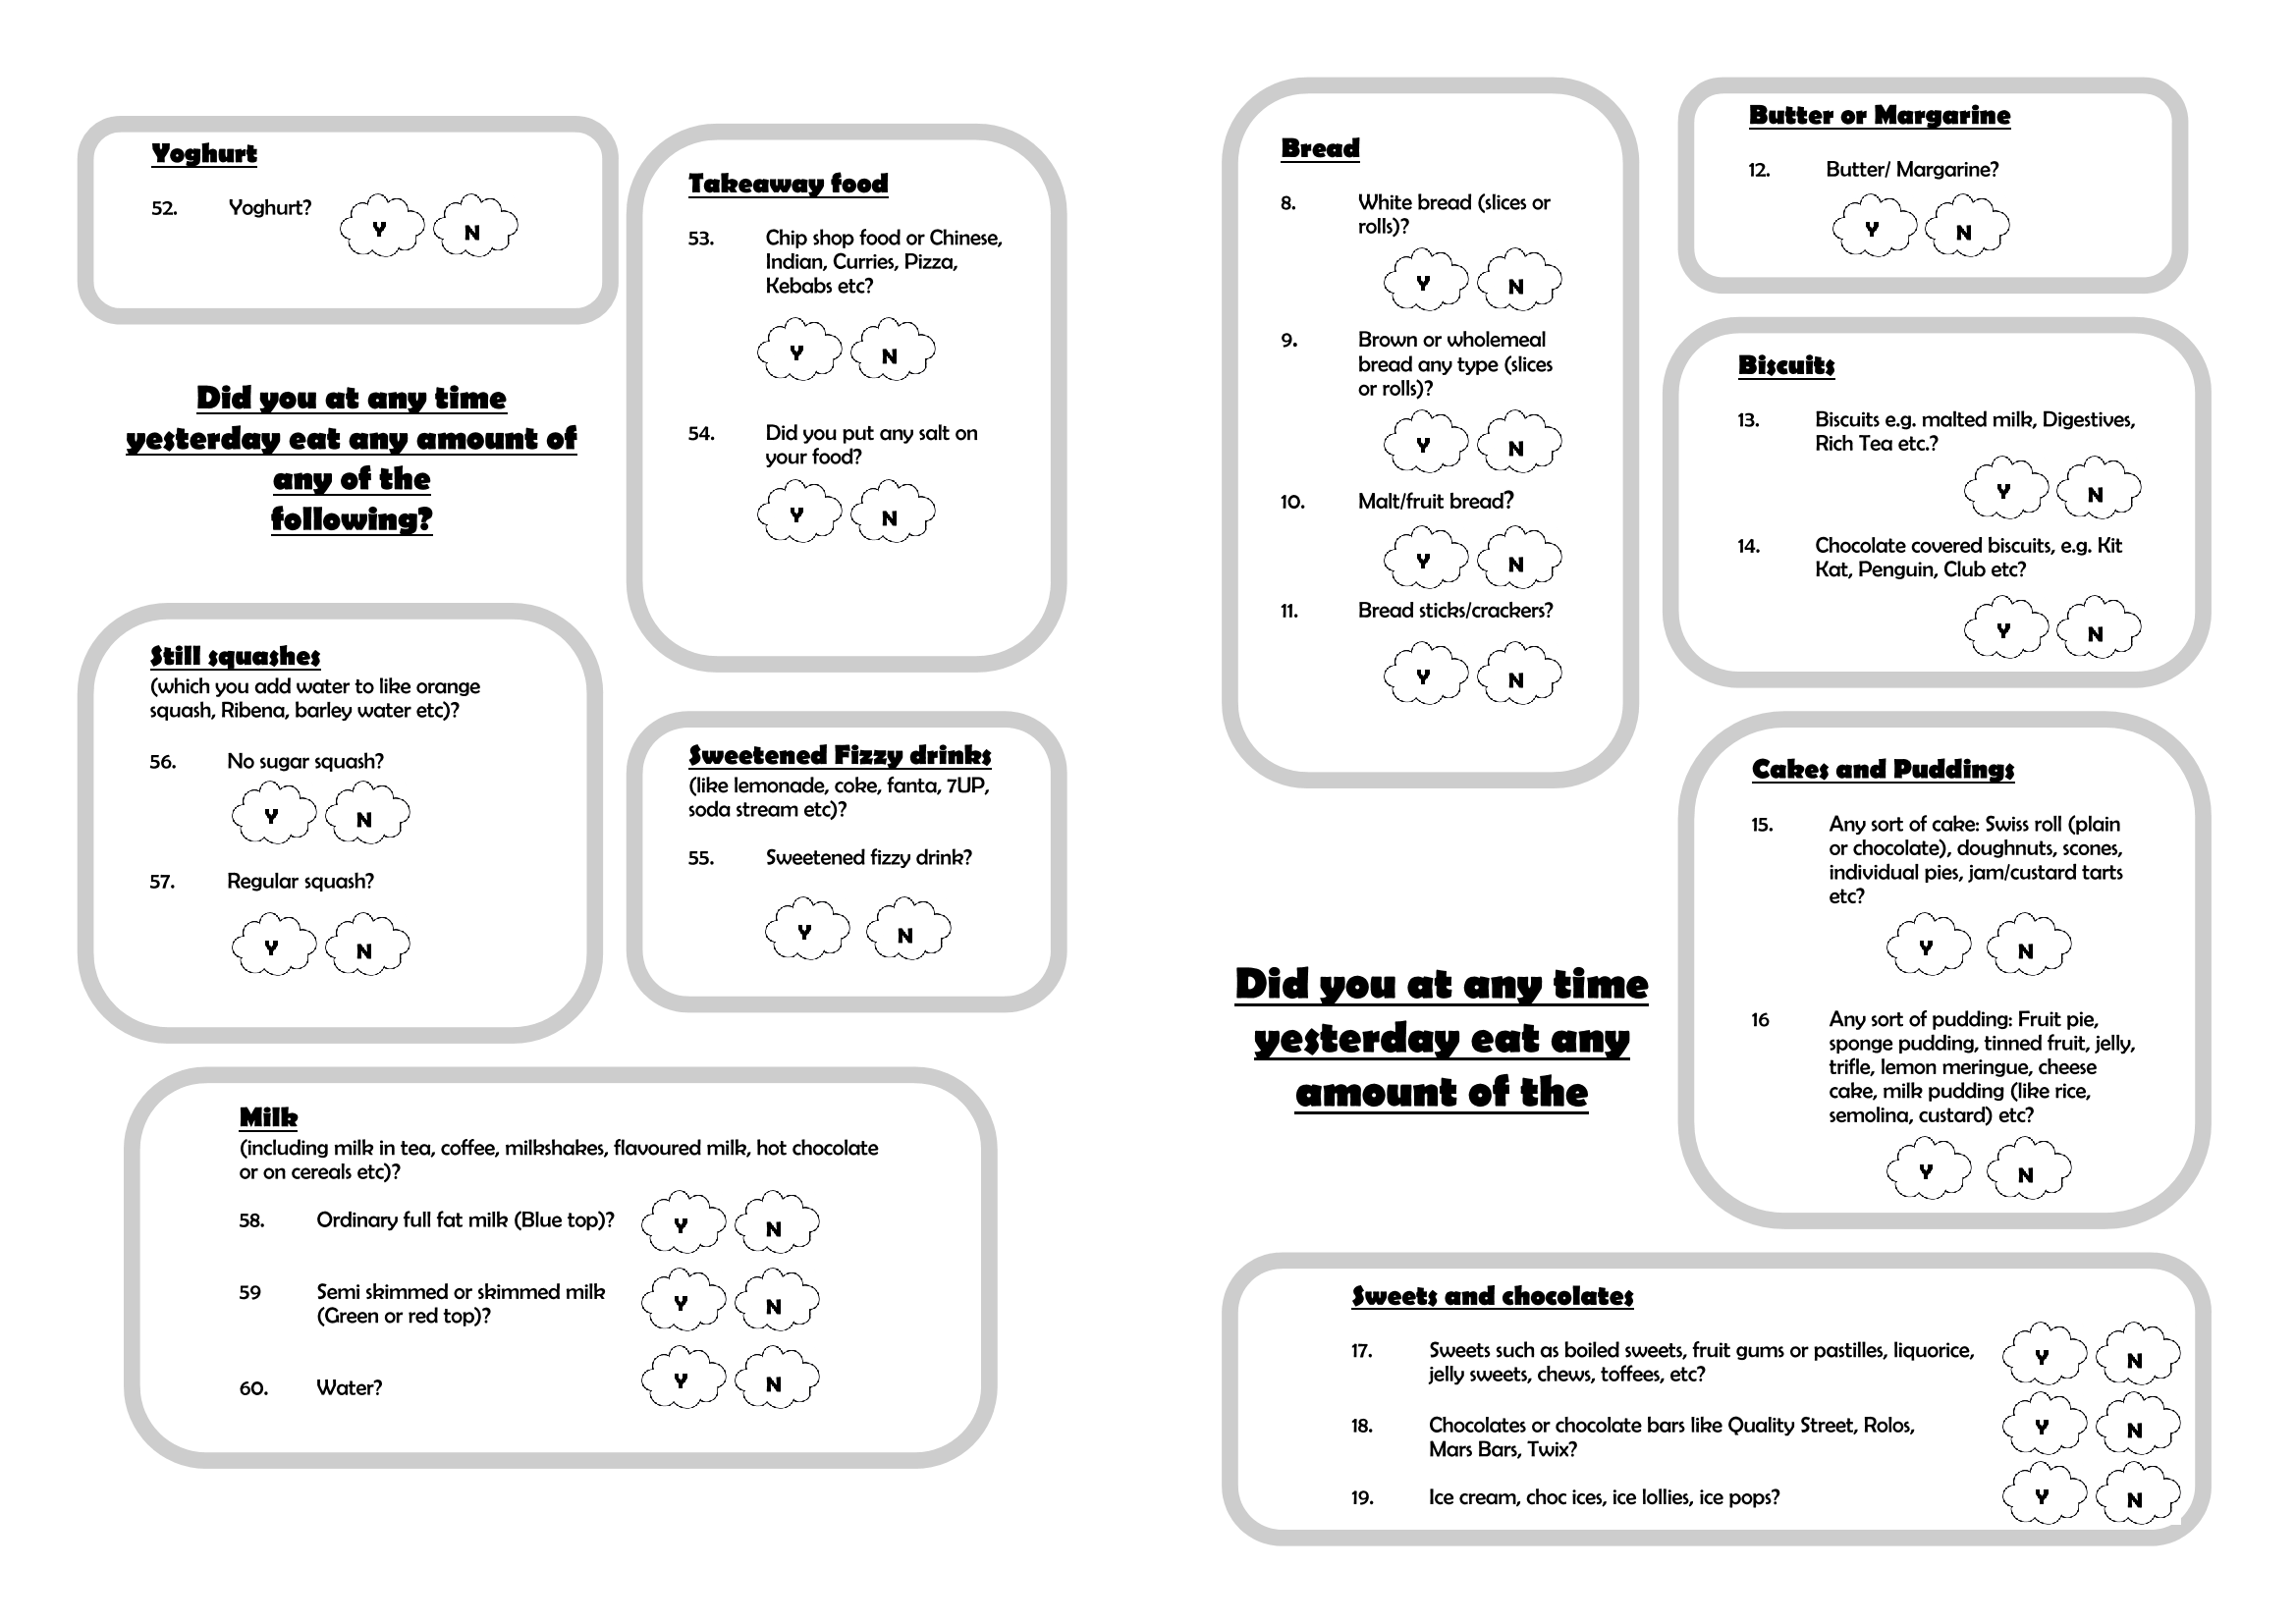 Yoghurt
52. Yoghurt?
Y N
Did you at any time
yesterday eat any amount of
any of the
following?
Takeaway food
53. Chip shop food or Chinese,
Indian, Curries, Pizza,
Kebabs etc?
Y N
54. Did you put any salt on
your food?
Y N
Still squashes
(which you add water to like orange
squash, Ribena, barley water etc)?
56. No sugar squash?
Y N
57. Regular squash?
Y N
Sweetened Fizzy drinks
(like lemonade, coke, fanta, 7UP,
soda stream etc)?
55. Sweetened fizzy drink?
Y N
Milk
(including milk in tea, coffee, milkshakes, flavoured milk, hot chocolate
or on cereals etc)?
58. Ordinary full fat milk (Blue top)?
Y N
59 Semi skimmed or skimmed milk
(Green or red top)?
Y N
60. Water?
Y N
Bread
8. White bread (slices or
rolls)?
Y N
9. Brown or wholemeal
bread any type (slices
or rolls)?
Y N
10. Malt/fruit bread?
Y N
11. Bread sticks/crackers?
Y N
Butter or Margarine
12. Butter/ Margarine?
Y N
Biscuits
13. Biscuits e.g. malted milk, Digestives,
Rich Tea etc.?
Y N
14. Chocolate covered biscuits, e.g. Kit
Kat, Penguin, Club etc?
Y N
Cakes and Puddings
15. Any sort of cake: Swiss roll (plain
or chocolate), doughnuts, scones,
individual pies, jam/custard tarts
etc?
Y N
16 Any sort of pudding: Fruit pie,
sponge pudding, tinned fruit, jelly,
trifle, lemon meringue, cheese
cake, milk pudding (like rice,
semolina, custard) etc?
Y N
Did you at any time
yesterday eat any
amount of the
Sweets and chocolates
17. Sweets such as boiled sweets, fruit gums or pastilles, liquorice,
jelly sweets, chews, toffees, etc?
Y N
18. Chocolates or chocolate bars like Quality Street, Rolos,
Mars Bars, Twix?
Y N
19. Ice cream, choc ices, ice lollies, ice pops?
Y N